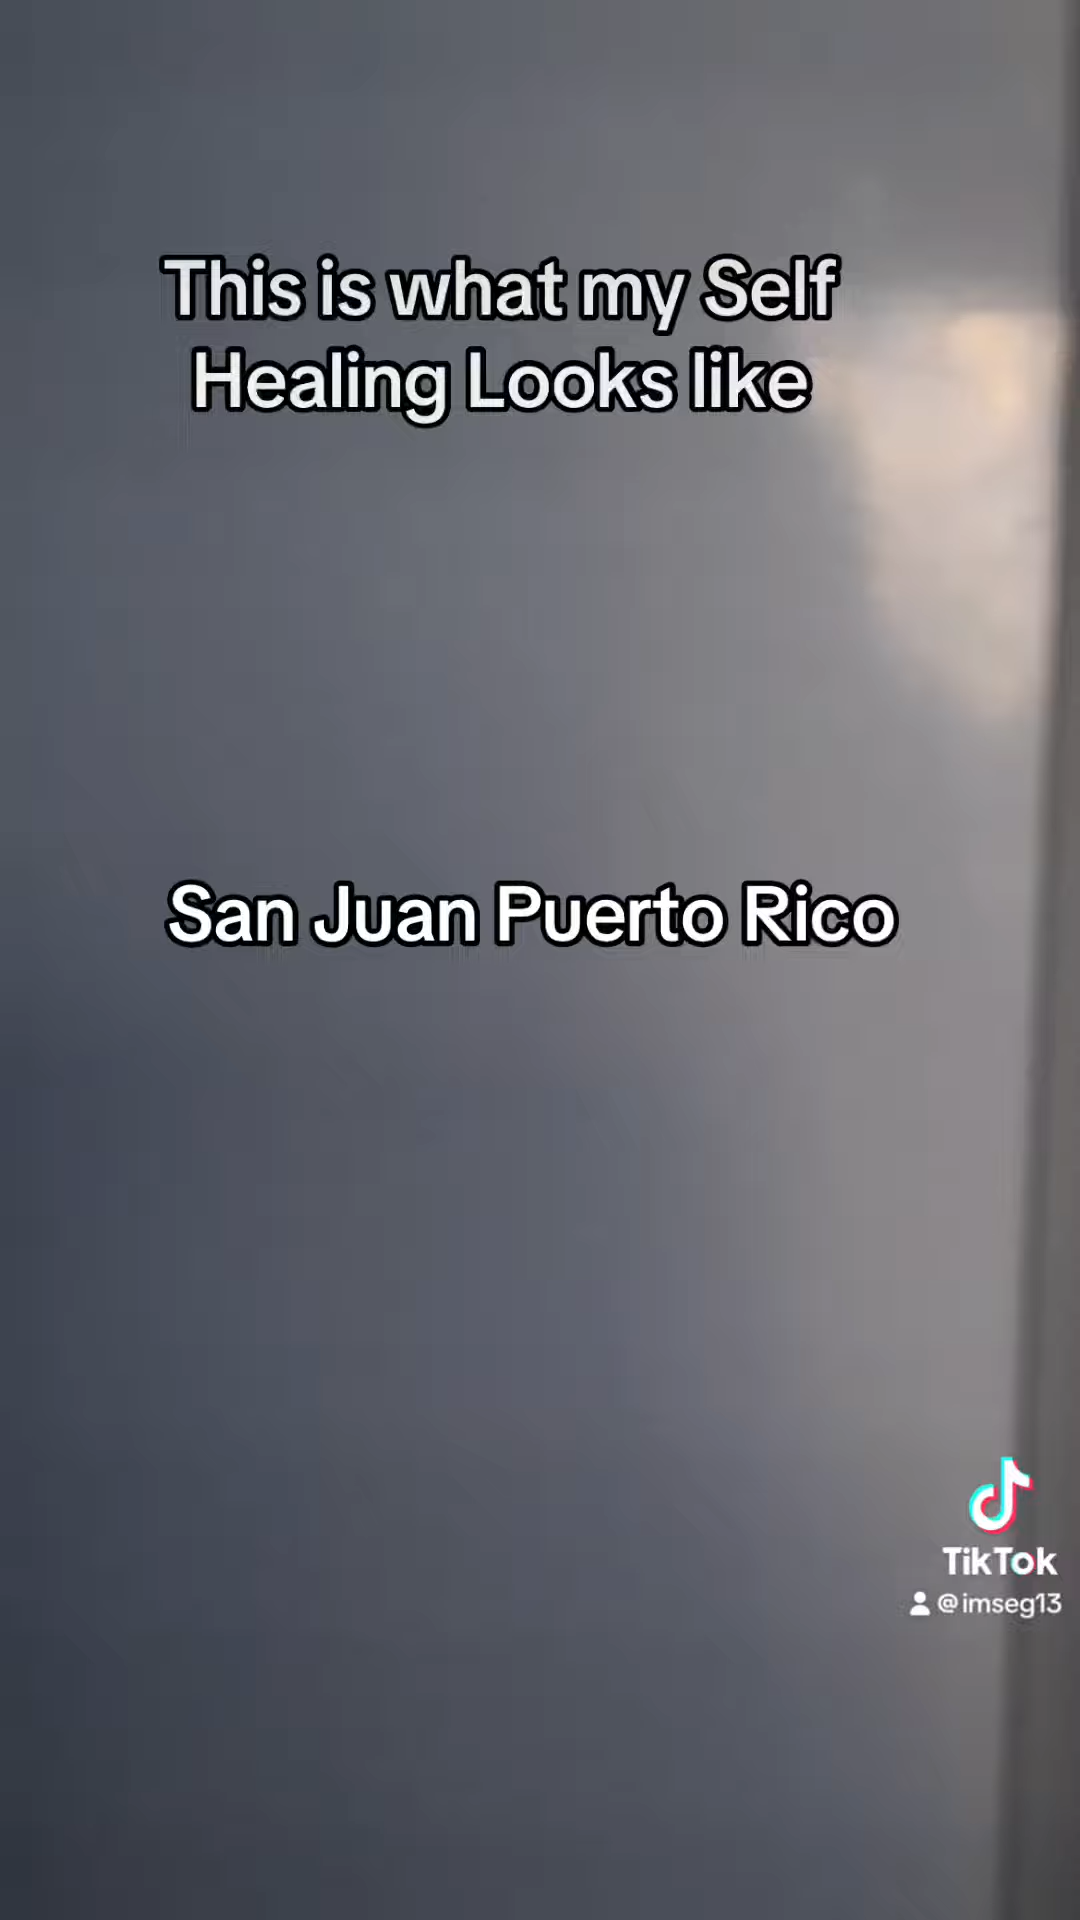 This is what my Self
Healing Looks like
San Juan Puerto Rico
TikTok
@imseg13